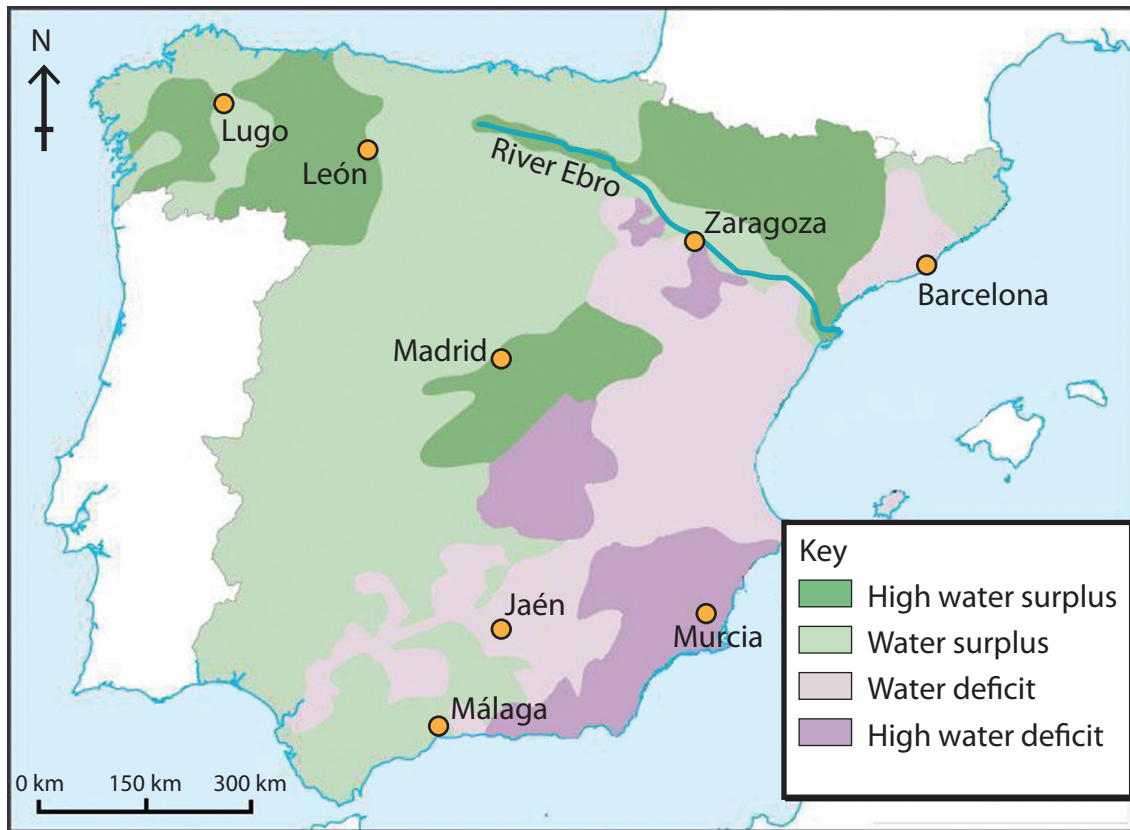 N
Lugo
León
River Ebro
Zaragoza
Barcelona
Madrid
Jaén
Murcia
Málaga
Key
High water surplus
Water surplus
Water deficit
High water deficit
0 km 150 km 300 km